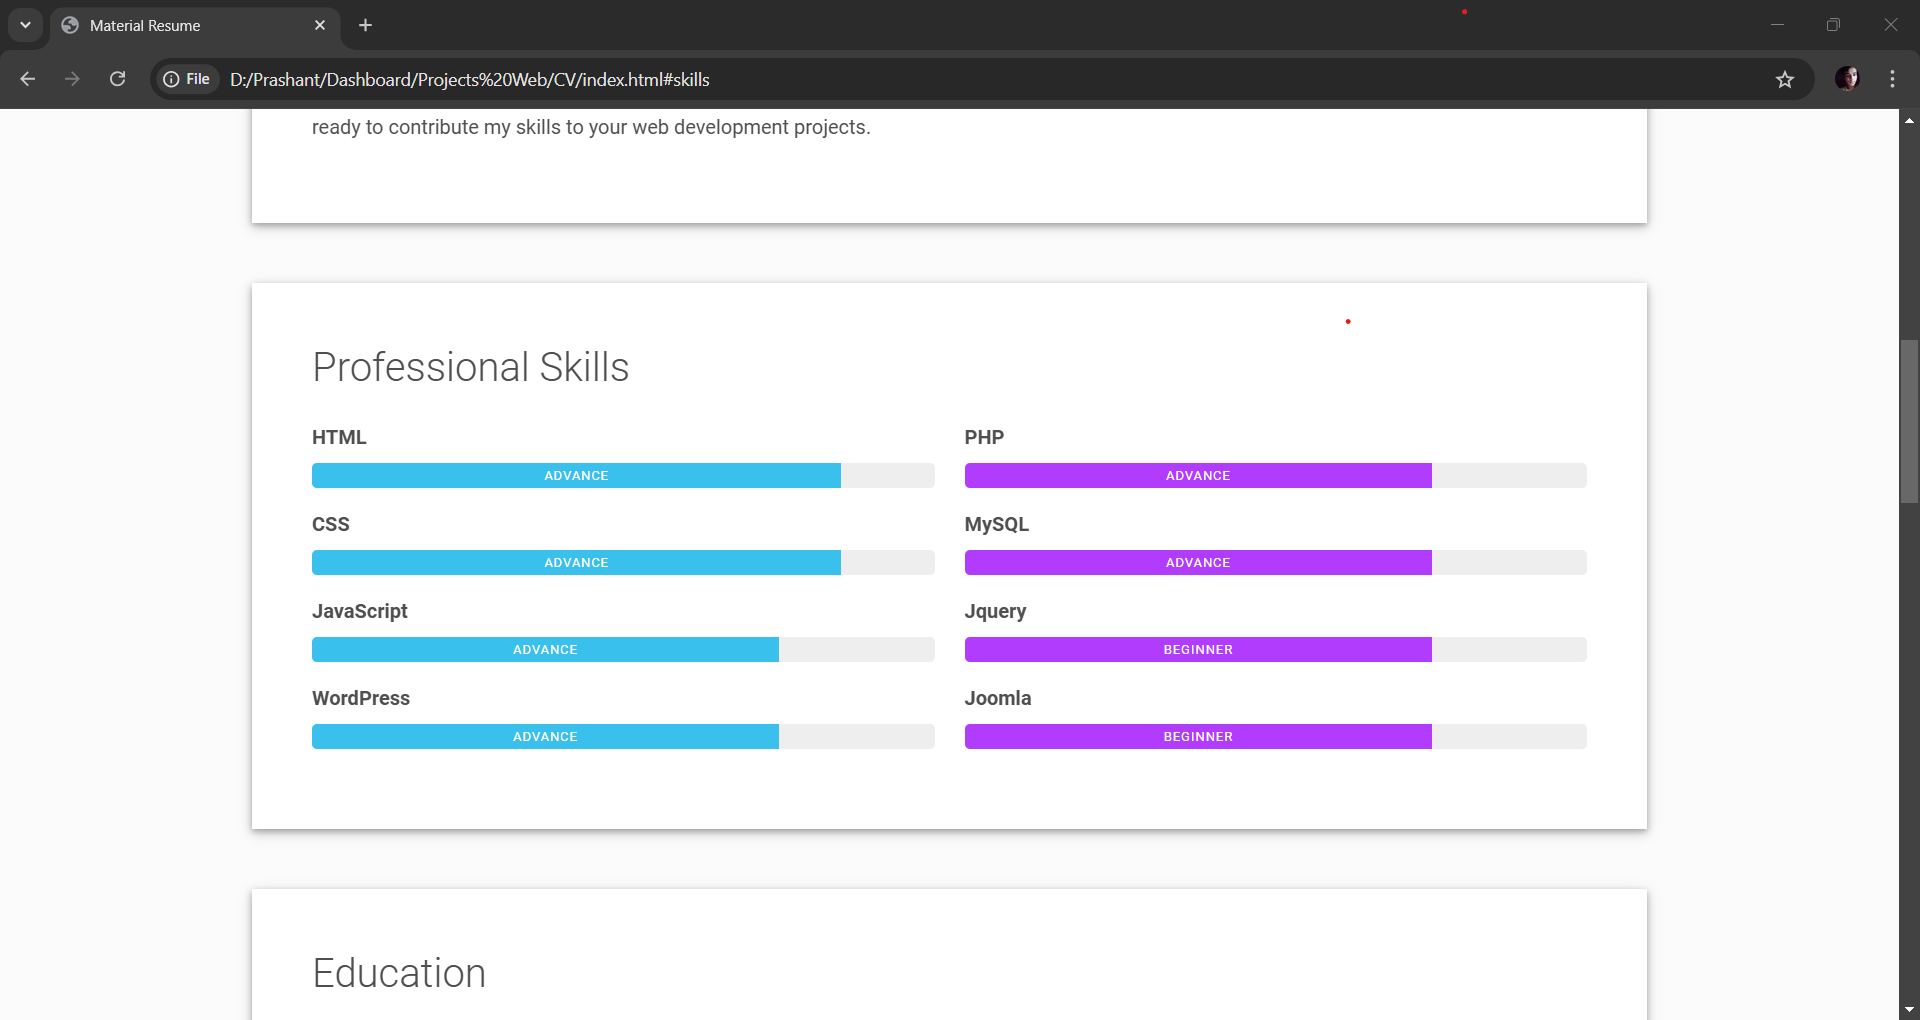 Material Resume
File D:/Prashant/Dashboard/Projects%20Web/CV/index.html#skills
ready to contribute my skills to your web development projects.
Professional Skills
HTML
ADVANCE
CSS
ADVANCE
JavaScript
ADVANCE
WordPress
ADVANCE
PHP
ADVANCE
MySQL
ADVANCE
Jquery
BEGINNER
Joomla
BEGINNER
Education